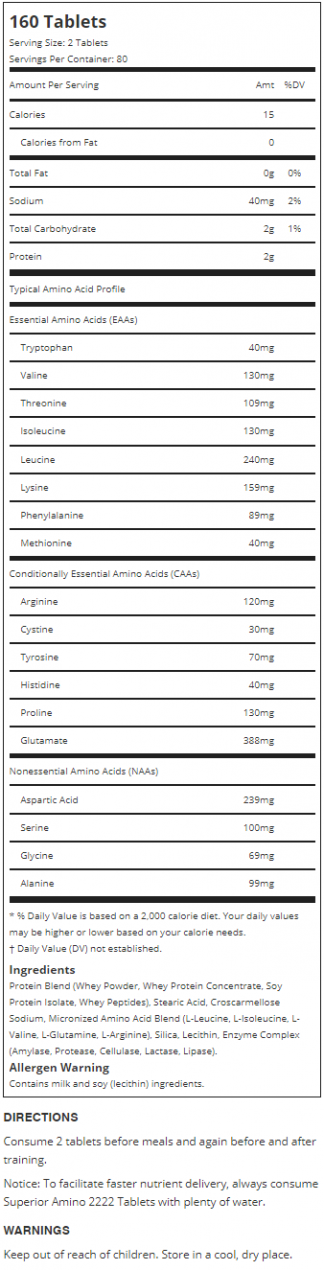 160 Tablets
Serving Size: 2 Tablets
Servings Per Container: 80
Amount Per Serving Amt %DV
Calories 15
Calories from Fat 0
Total Fat 0g 0%
Sodium 40mg 2%
Total Carbohydrate 2g 1%
Protein 2g
Typical Amino Acid Profile
Essential Amino Acids (EAAs)
Tryptophan 40mg
Valine 130mg
Threonine 109mg
Isoleucine 130mg
Leucine 240mg
Lysine 159mg
Phenylalanine 89mg
Methionine 40mg
Conditionally Essential Amino Acids (CAAs)
Arginine 120mg
Cystine 30mg
Tyrosine 70mg
Histidine 40mg
Proline 130mg
Glutamate 388mg
Nonessential Amino Acids (NAAs)
Aspartic Acid 239mg
Serine 100mg
Glycine 69mg
Alanine 99mg
* % Daily Value is based on a 2,000 calorie diet. Your daily values
may be higher or lower based on your calorie needs.
† Daily Value (DV) not established.
Ingredients
Protein Blend (Whey Powder, Whey Protein Concentrate, Soy
Protein Isolate, Whey Peptides), Stearic Acid, Croscarmellose
Sodium, Micronized Amino Acid Blend (L-Leucine, L-Isoleucine, L-
Valine, L-Glutamine, L-Arginine), Silica, Lecithin, Enzyme Complex
(Amylase, Protease, Cellulase, Lactase, Lipase).
Allergen Warning
Contains milk and soy (lecithin) ingredients.
DIRECTIONS
Consume 2 tablets before meals and again before and after
training.
Notice: To facilitate faster nutrient delivery, always consume
Superior Amino 2222 Tablets with plenty of water.
WARNINGS
Keep out of reach of children. Store in a cool, dry place.